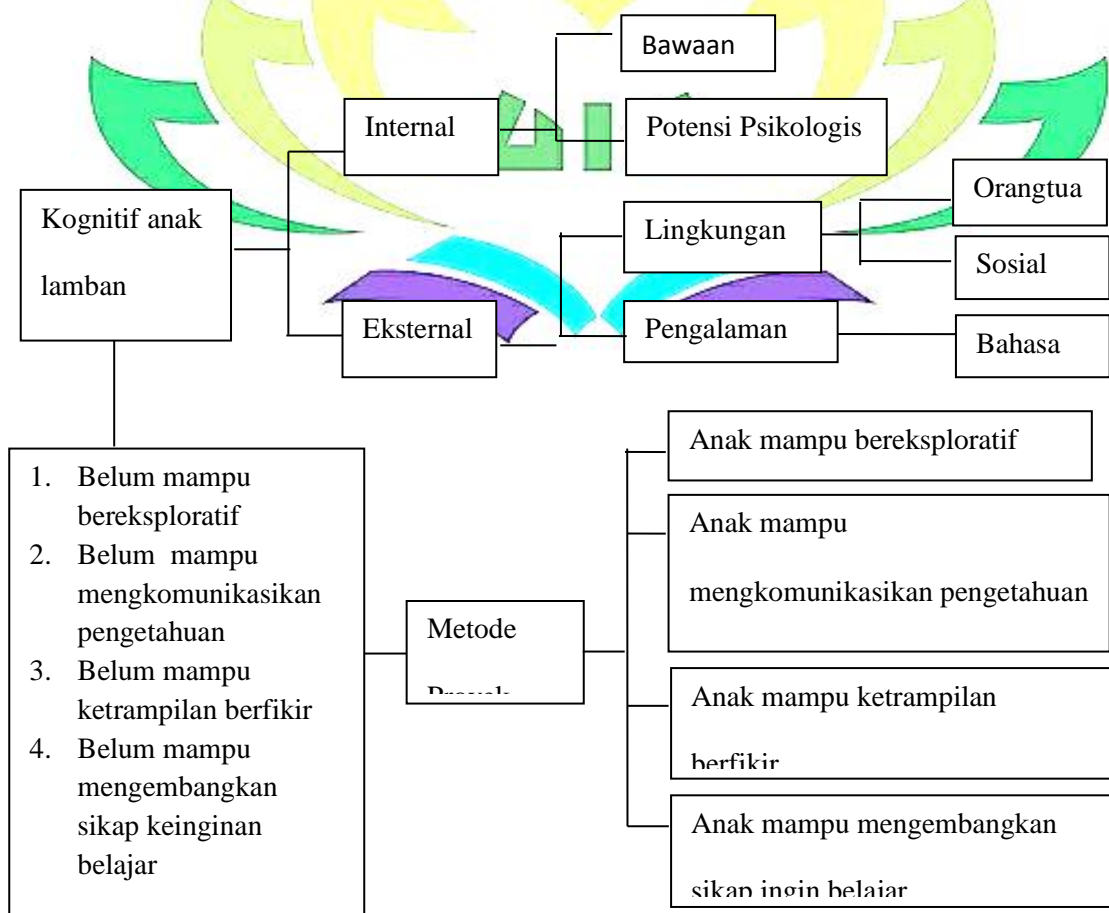 Bawaan
Internal
Potensi Psikologis
Orangtua
Kognitif anak
lamban
Lingkungan
Sosial
Eksternal
Pengalaman
Bahasa
1. Belum mampu
bereksploratif
2. Belum mampu
mengkomunikasikan
pengetahuan
3. Belum mampu
ketrampilan berfikir
4. Belum mampu
mengembangkan
sikap keinginan
belajar
Metode
Proyek
Anak mampu bereksploratif
Anak mampu
mengkomunikasikan pengetahuan
Anak mampu ketrampilan
berfikir
Anak mampu mengembangkan
sikap ingin belajar